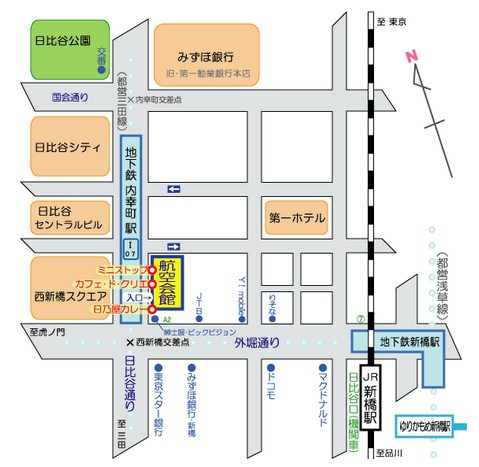 至 東京
N
日比谷公園
交番
みずほ銀行
旧・第一勧業銀行本店
国会通り
(都営三田線)
内幸町交差点
日比谷シティ
地下鉄内幸町駅
I
07
日比谷
セントラルビル
第一ホテル
西新橋スクエア
ミニストップ
カフェ・ド・クリエ
入口→
日乃屋カレー
航空会館
A2
JTB
Y! mobile
りそな
⑦
(都営浅草線)
至虎ノ門
紳士服・ビックビジョン
西新橋交差点
外堀通り
地下鉄新橋駅
日比谷通り
至 三田
東京スター銀行
みずほ銀行 新橋
ドコモ
マクドナルド
日比谷口(機関車)
JR新橋駅
ゆりかもめ新橋駅
至品川